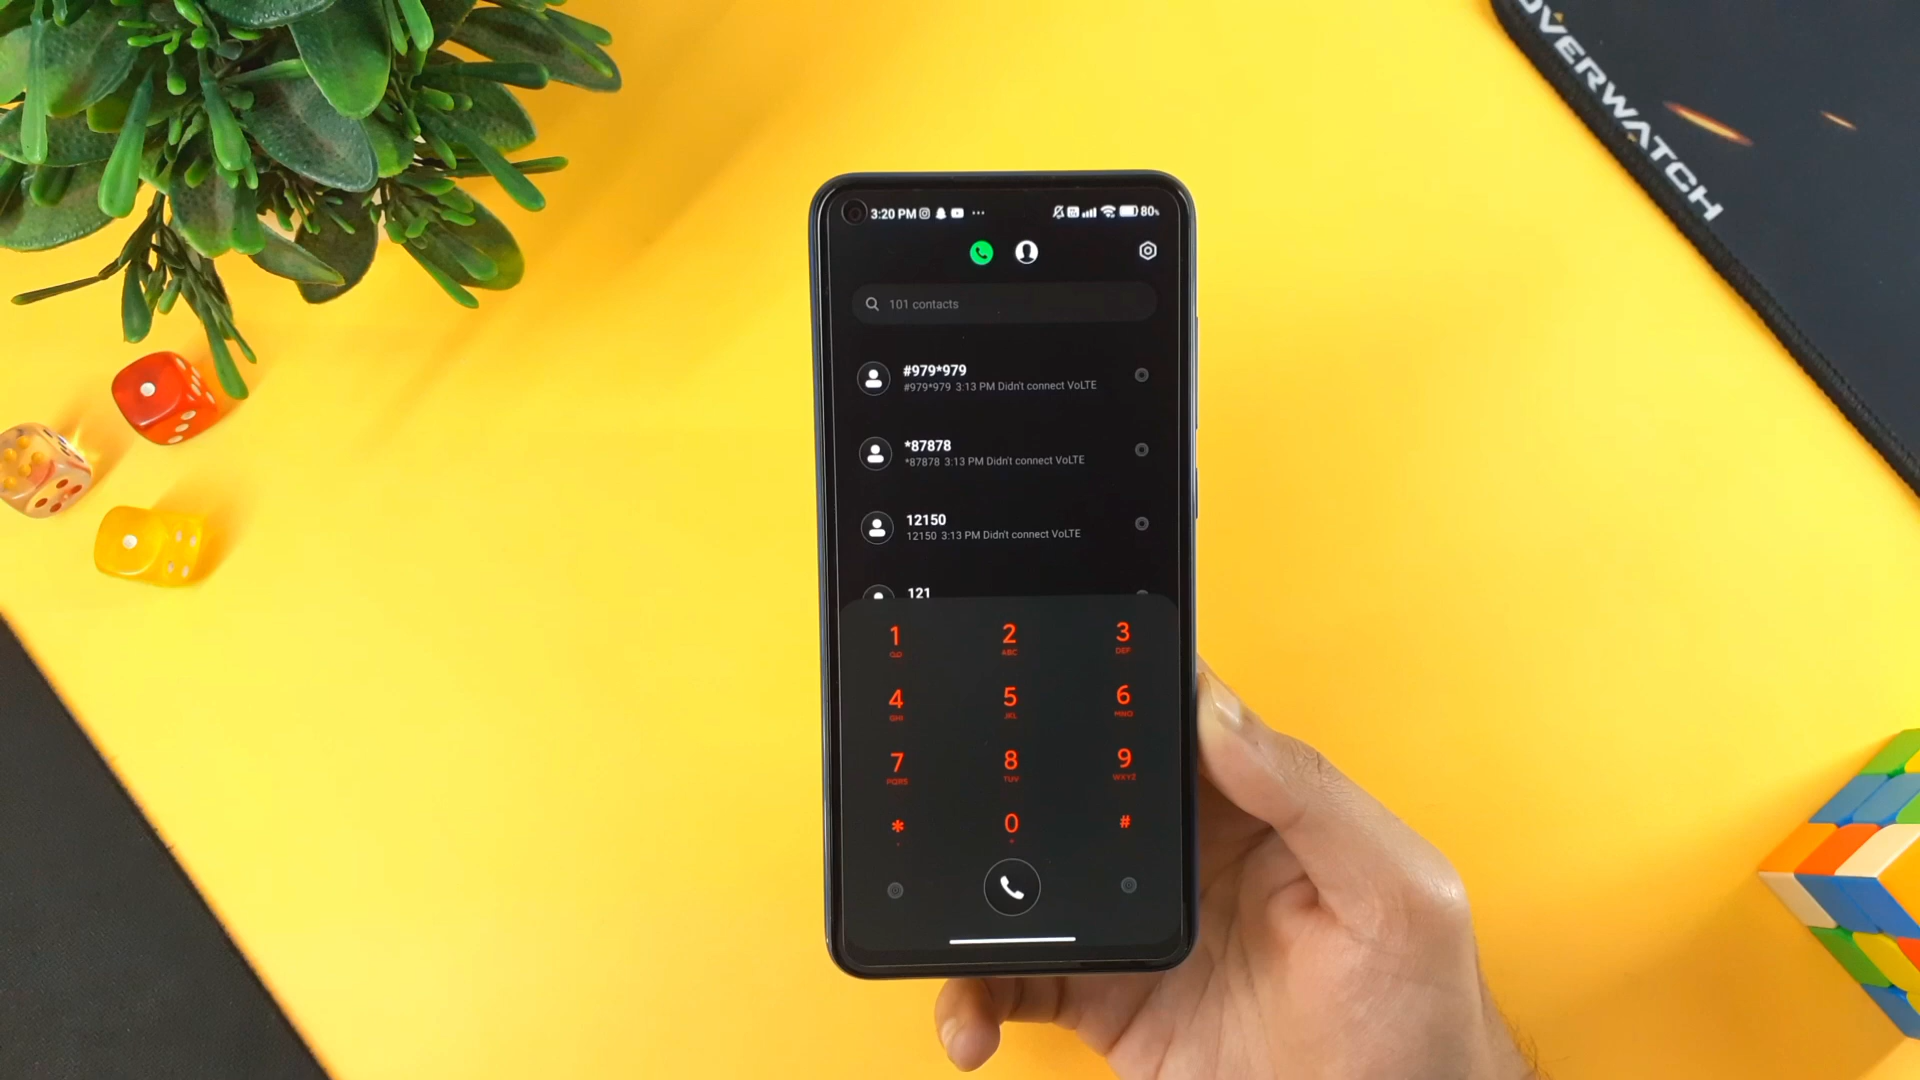 OVERWATCH
3:20 PM
80%
101 contacts
#979*979
#979*979 3:13 PM Didn't connect VoLTE
*87878
*87878 3:13 PM Didn't connect VoLTE
12150
12150 3:13 PM Didn't connect VoLTE
121
1 2 3
ABC DEF
4 5 6
GHI JKL MNO
7 8 9
PQRS TUV WXYZ
* 0 #
, +